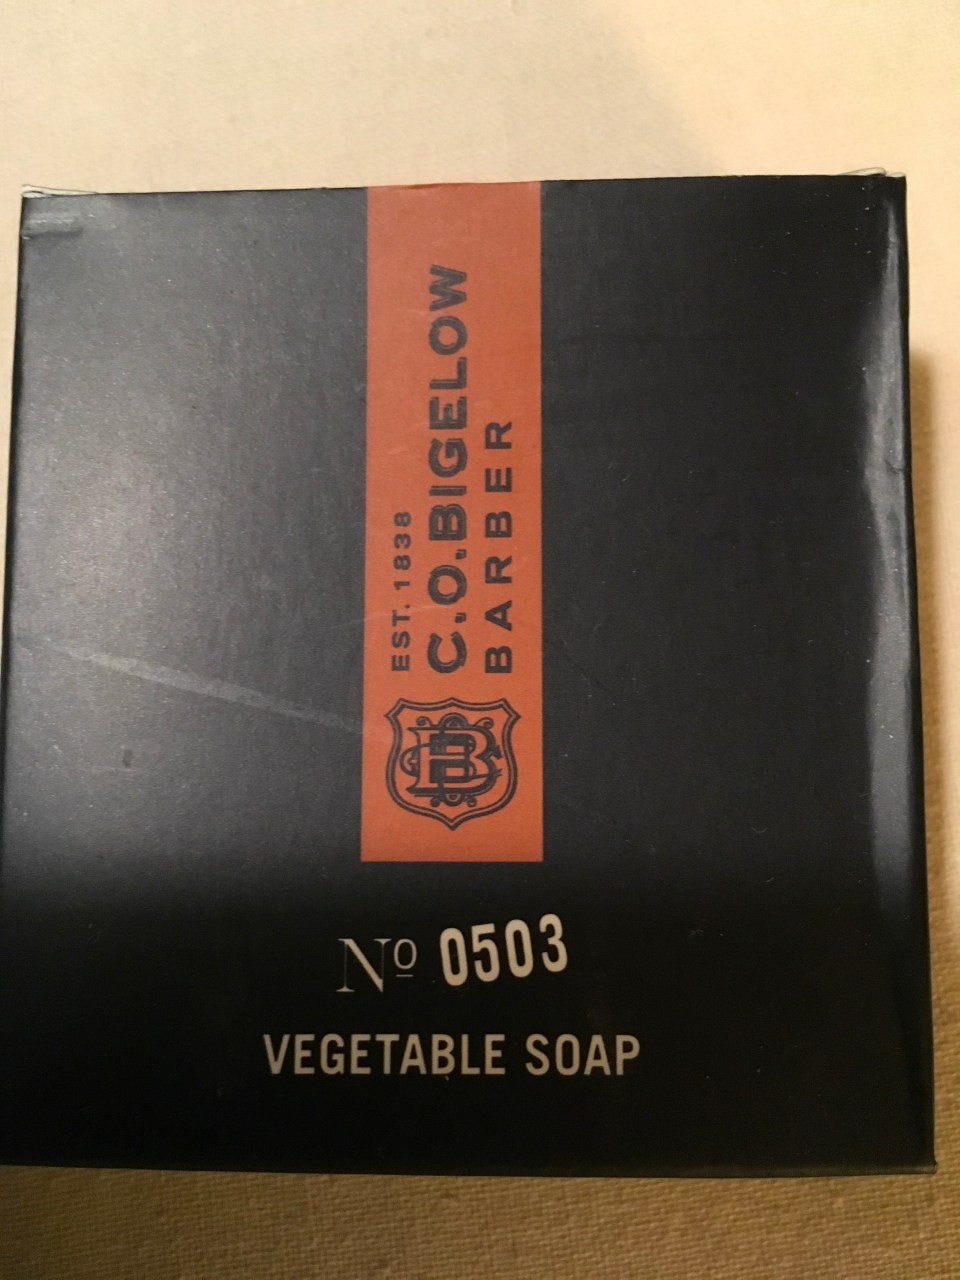 EST. 1838
C.O.BIGELOW
BARBER
Nº 0503
VEGETABLE SOAP